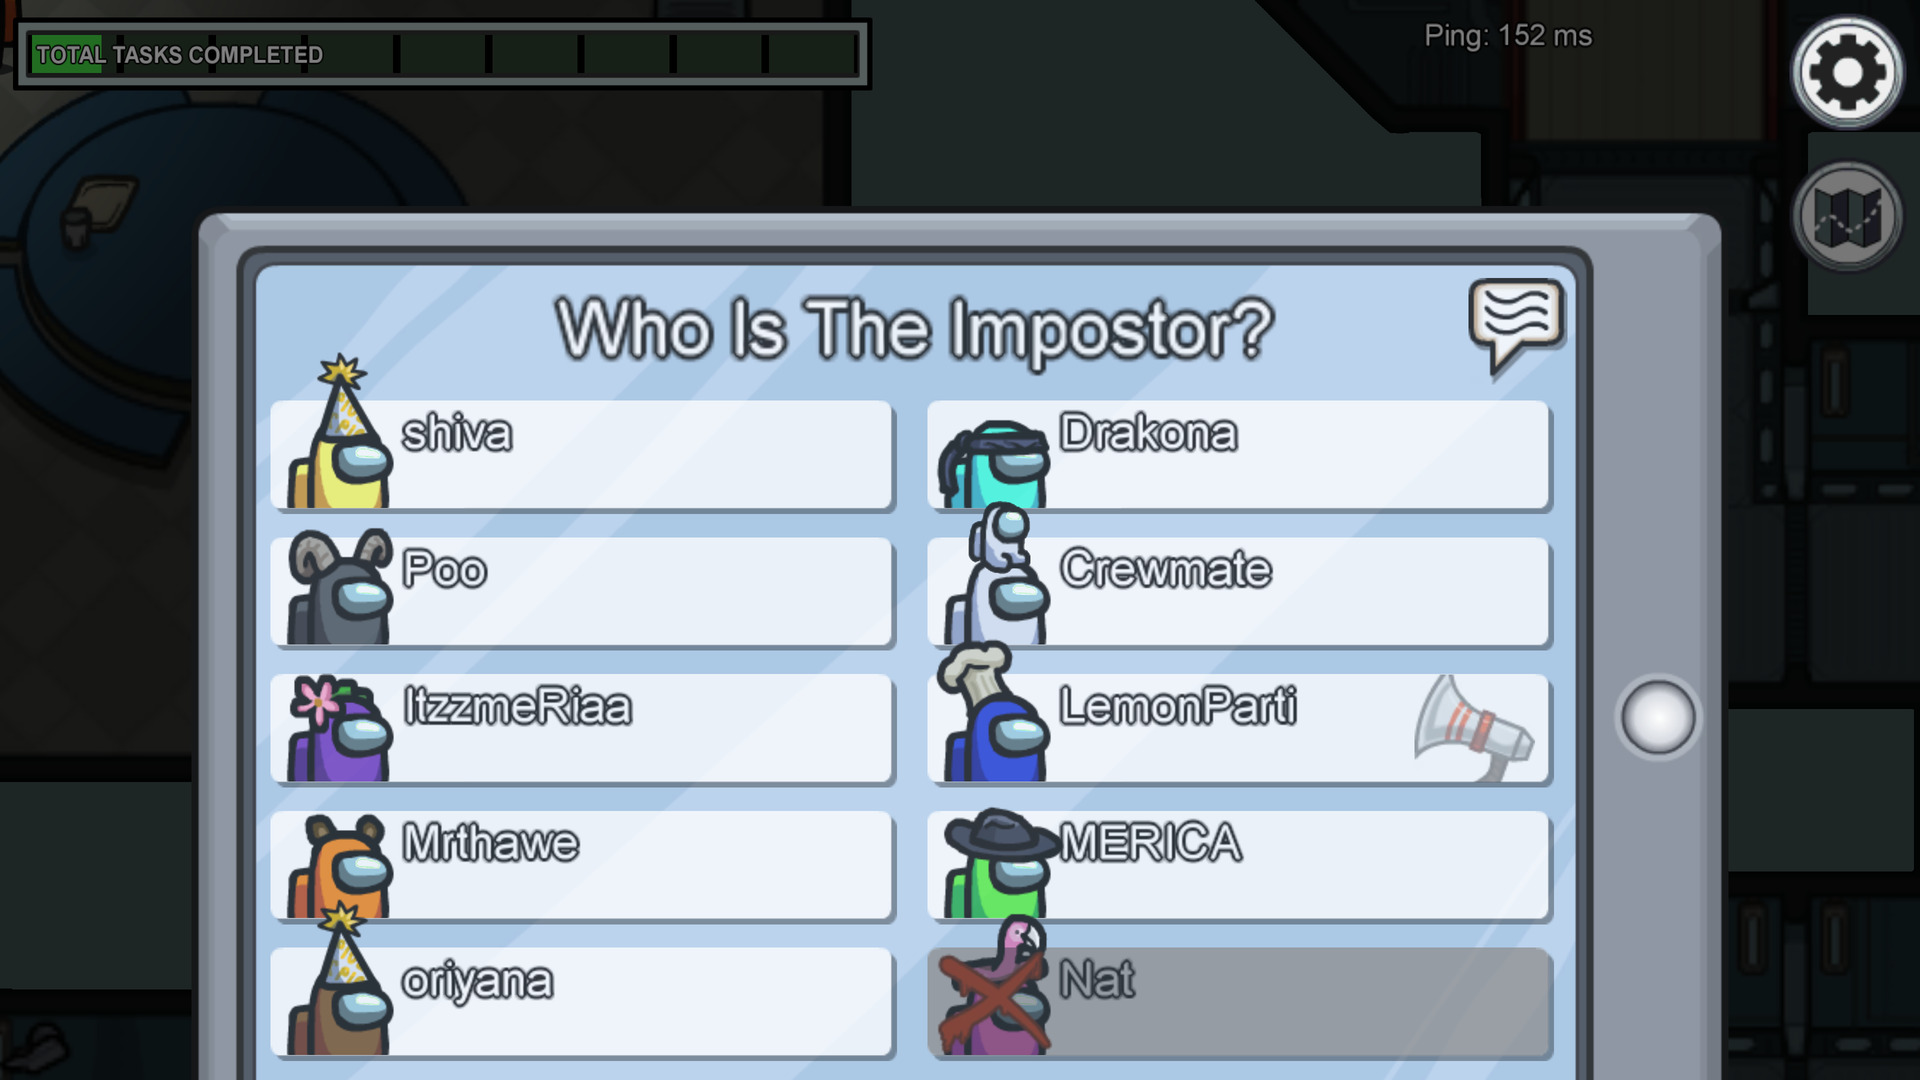 TOTAL TASKS COMPLETED
Ping: 152 ms
Who Is The Impostor?
shiva
Drakona
Poo
Crewmate
ItzzmeRiaa
LemonParti
Mrthawe
MERICA
oriyana
Nat